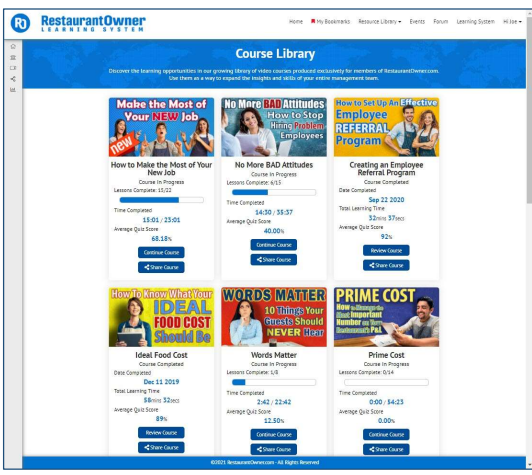 RestaurantOwner
LEARNING SYSTEM
Home
My Bookmarks
Resource Library
Events
Forum
Learning System
Hi Joe
Course Library
Discover the learning opportunities in our growing library of video courses produced exclusively for members of RestaurantOwner.com.
Use them as a way to expand the insights and skills of your entire management team.
Make the Most of
Your NEW Job
new
How to Make the Most of Your
New Job
Course In Progress
Lessons Complete: 15/22
Time Completed
15:01 / 23:01
Average Quiz Score
68.18%
Continue Course
Share Course
No More BAD Attitudes
How to Stop
Hiring Problem
Employees
No More BAD Attitudes
Course In Progress
Lessons Complete: 6/15
Time Completed
14:30 / 35:37
Average Quiz Score
40.00%
Continue Course
Share Course
How to Set Up An Effective
Employee
REFERRAL
Program
Creating an Employee
Referral Program
Course Completed
Date Completed
Sep 22 2020
Total Learning Time
32mins 37secs
Average Quiz Score
92%
Review Course
Share Course
How To Know What Your
IDEAL
FOOD COST
Should Be
Ideal Food Cost
Course Completed
Date Completed
Dec 11 2019
Total Learning Time
58mins 32secs
Average Quiz Score
89%
Review Course
Share Course
WORDS MATTER
10 Things Your
Guests Should
NEVER Hear
Words Matter
Course In Progress
Lessons Complete: 1/8
Time Completed
2:42 / 22:42
Average Quiz Score
12.50%
Continue Course
Share Course
PRIME COST
How to Manage the
Most Important
Number on Your
Restaurant's P&L
Prime Cost
Course In Progress
Lessons Complete: 0/14
Time Completed
0:00 / 54:23
Average Quiz Score
0.00%
Continue Course
Share Course
©2021 RestaurantOwner.com - All Rights Reserved